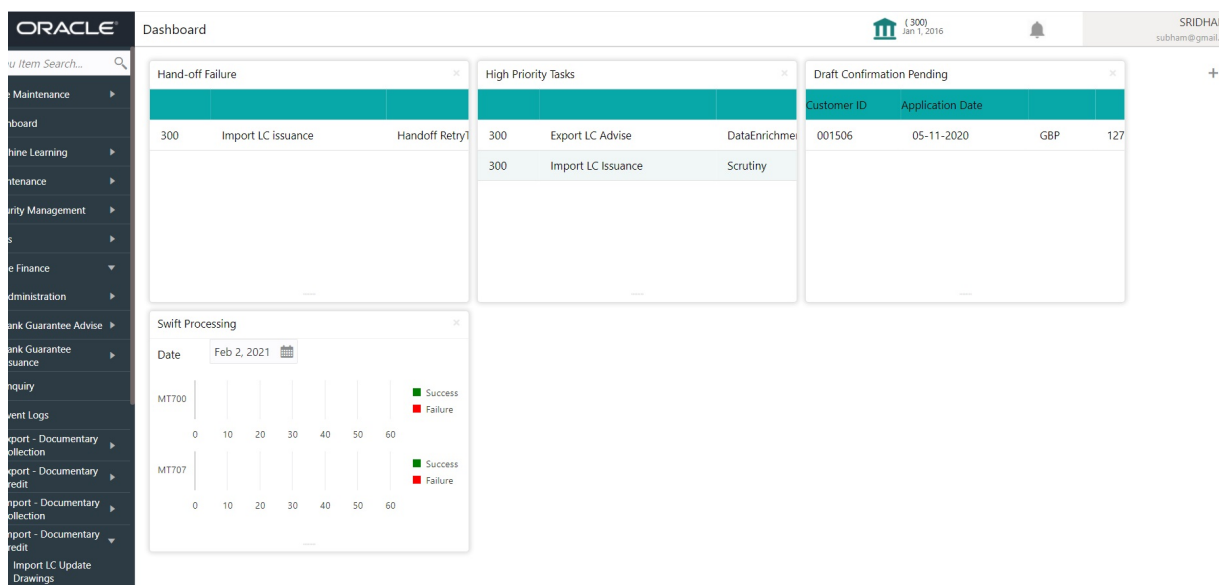 ORACLE
Dashboard
( 300)
Jan 1, 2016
SRIDHA
subham@gmail.
u Item Search...
e Maintenance
nboard
hine Learning
ntenance
urity Management
s
e Finance
dministration
ank Guarantee Advise
ank Guarantee
suance
nquiry
vent Logs
xport - Documentary
ollection
xport - Documentary
redit
mport - Documentary
ollection
mport - Documentary
redit
Import LC Update
Drawings
Hand-off Failure
300 Import LC issuance Handoff RetryT
High Priority Tasks
300 Export LC Advise DataEnrichme
300 Import LC Issuance Scrutiny
Draft Confirmation Pending
Customer ID Application Date
001506 05-11-2020 GBP 127
Swift Processing
Date Feb 2, 2021
MT700
Success
Failure
0 10 20 30 40 50 60
MT707
Success
Failure
0 10 20 30 40 50 60